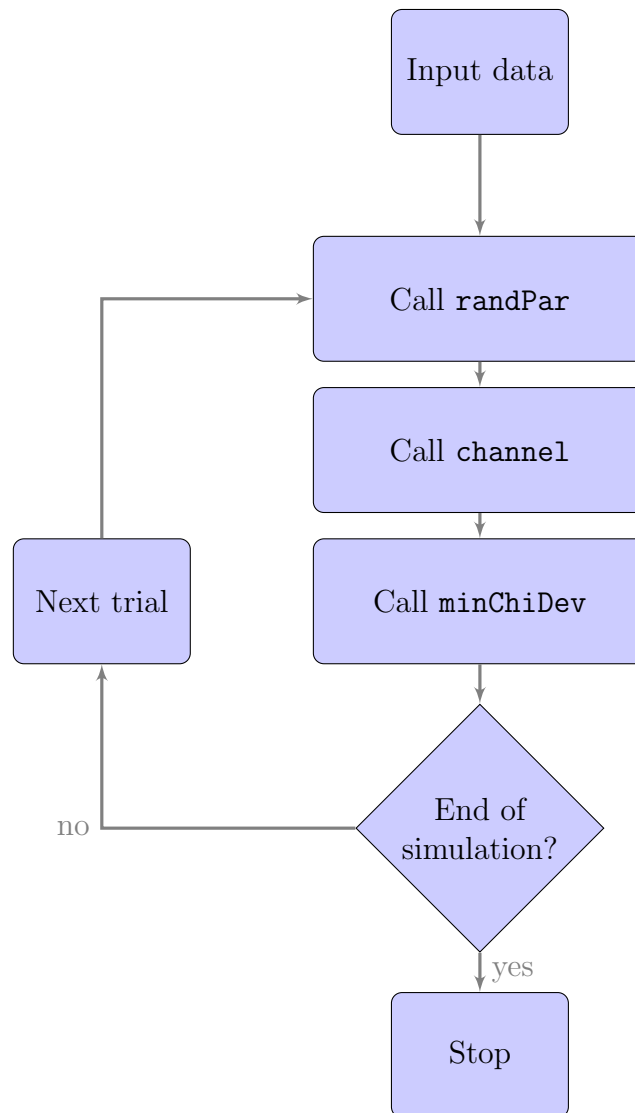 Input data
Call randPar
Call channel
Call minChiDev
Next trial
End of
simulation?
no
yes
Stop